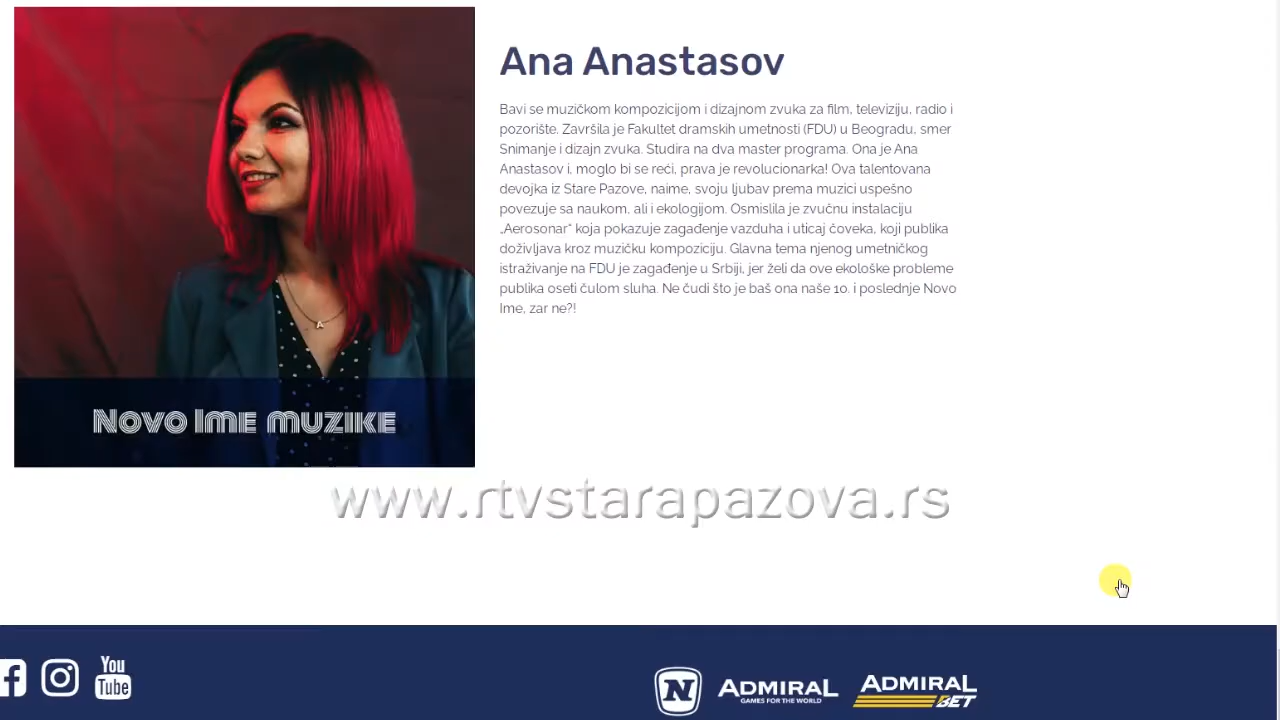 Ana Anastasov
Bavi se muzičkom kompozicijom i dizajnom zvuka za film, televiziju, radio i
pozorište. Završila je Fakultet dramskih umetnosti (FDU) u Beogradu, smer
Snimanje i dizajn zvuka. Studira na dva master programa. Ona je Ana
Anastasov i, moglo bi se reći, prava je revolucionarka! Ova talentovana
devojka iz Stare Pazove, naime, svoju ljubav prema muzici uspešno
povezuje sa naukom, ali i ekologijom. Osmislila je zvučnu instalaciju
„Aerosonar“ koja pokazuje zagađenje vazduha i uticaj čoveka, koji publika
doživljava kroz muzičku kompoziciju. Glavna tema njenog umetničkog
istraživanje na FDU je zagađenje u Srbiji, jer želi da ove ekološke probleme
publika oseti čulom sluha. Ne čudi što je baš ona naše 10. i poslednje Novo
Ime, zar ne?!
A
Novo Ime muzike
www.rtvstarapazova.rs
You
Tube
N
ADMIRAL
GAMES FOR THE WORLD
ADMIRAL
BET